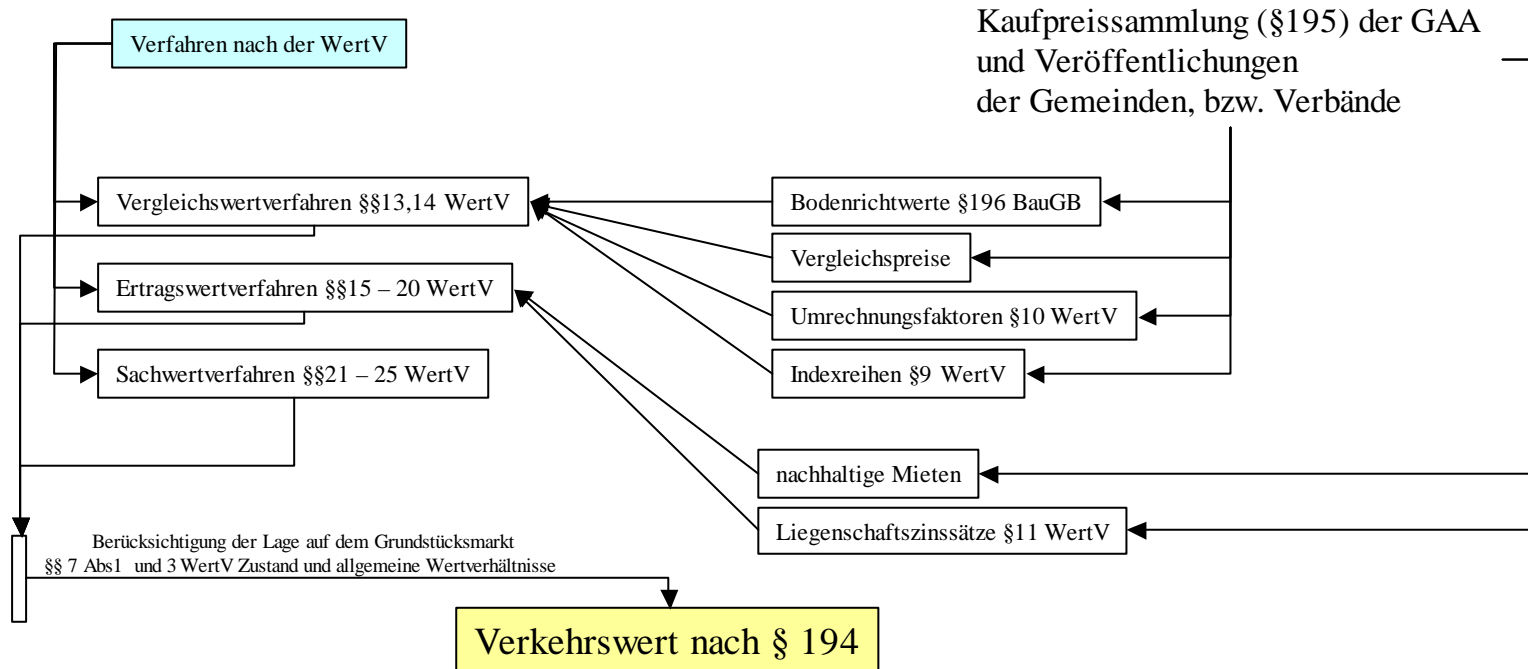 Verfahren nach der WertV
Kaufpreissammlung (§195) der GAA
und Veröffentlichungen
der Gemeinden, bzw. Verbände
Vergleichswertverfahren §§13,14 WertV
Ertragswertverfahren §§15 – 20 WertV
Sachwertverfahren §§21 – 25 WertV
Bodenrichtwerte §196 BauGB
Vergleichspreise
Umrechnungsfaktoren §10 WertV
Indexreihen §9 WertV
nachhaltige Mieten
Liegenschaftszinssätze §11 WertV
Berücksichtigung der Lage auf dem Grundstücksmarkt
§§ 7 Abs1 und 3 WertV Zustand und allgemeine Wertverhältnisse
Verkehrswert nach § 194